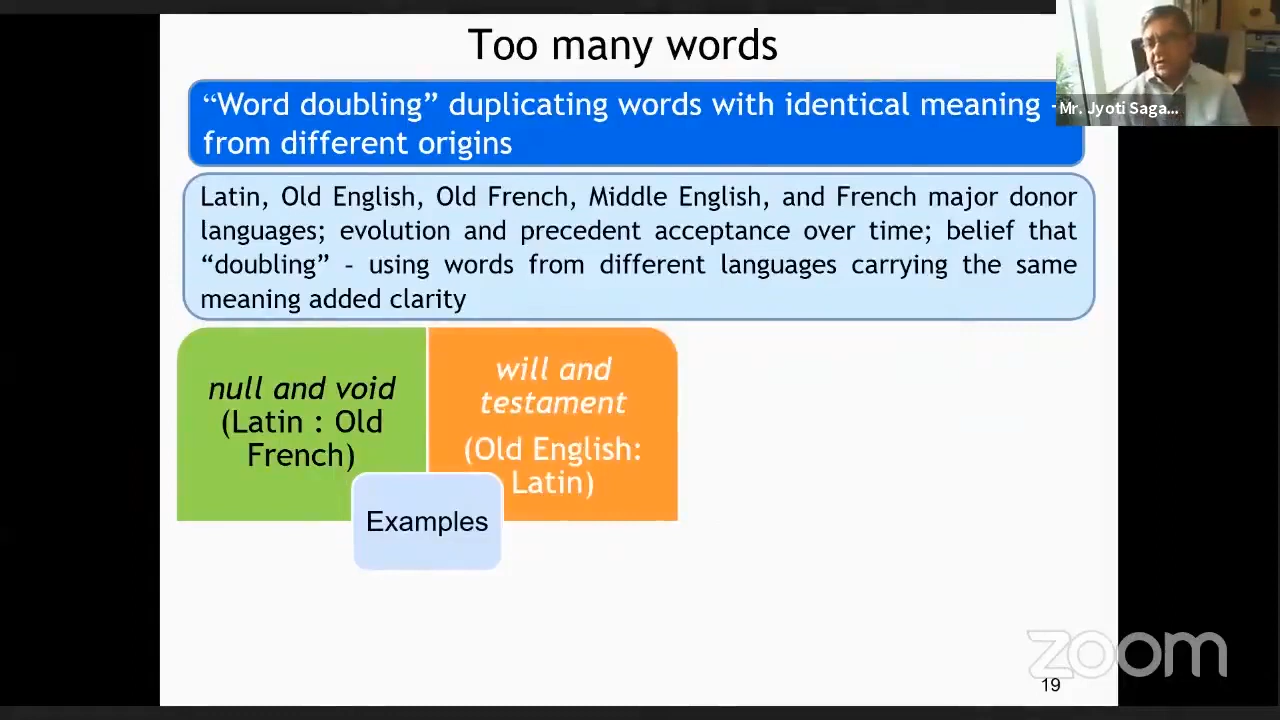 Too many words
“Word doubling” duplicating words with identical meaning -
from different origins
Mr. Jyoti Saga...
Latin, Old English, Old French, Middle English, and French major donor
languages; evolution and precedent acceptance over time; belief that
“doubling” – using words from different languages carrying the same
meaning added clarity
null and void
(Latin : Old
French)
will and
testament
(Old English:
Latin)
Examples
zoom
19